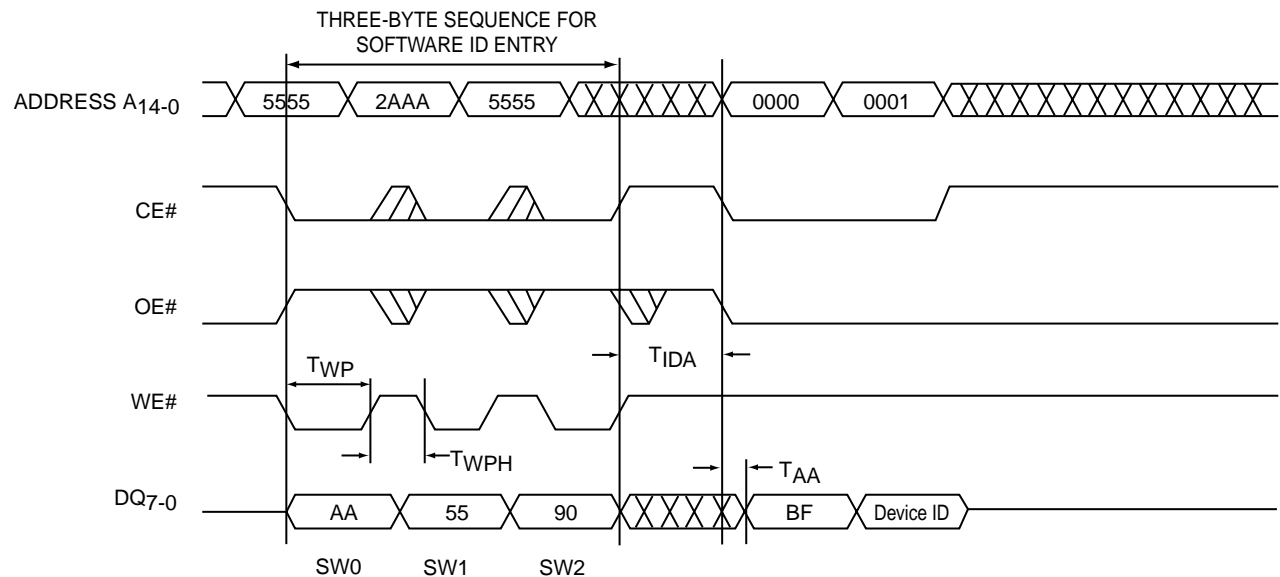 THREE-BYTE SEQUENCE FOR
SOFTWARE ID ENTRY
ADDRESS A14-0
5555
2AAA
5555
0000
0001
CE#
OE#
TIDA
TWP
WE#
TWPH
TAA
DQ7-0
AA
55
90
BF
Device ID
SW0
SW1
SW2